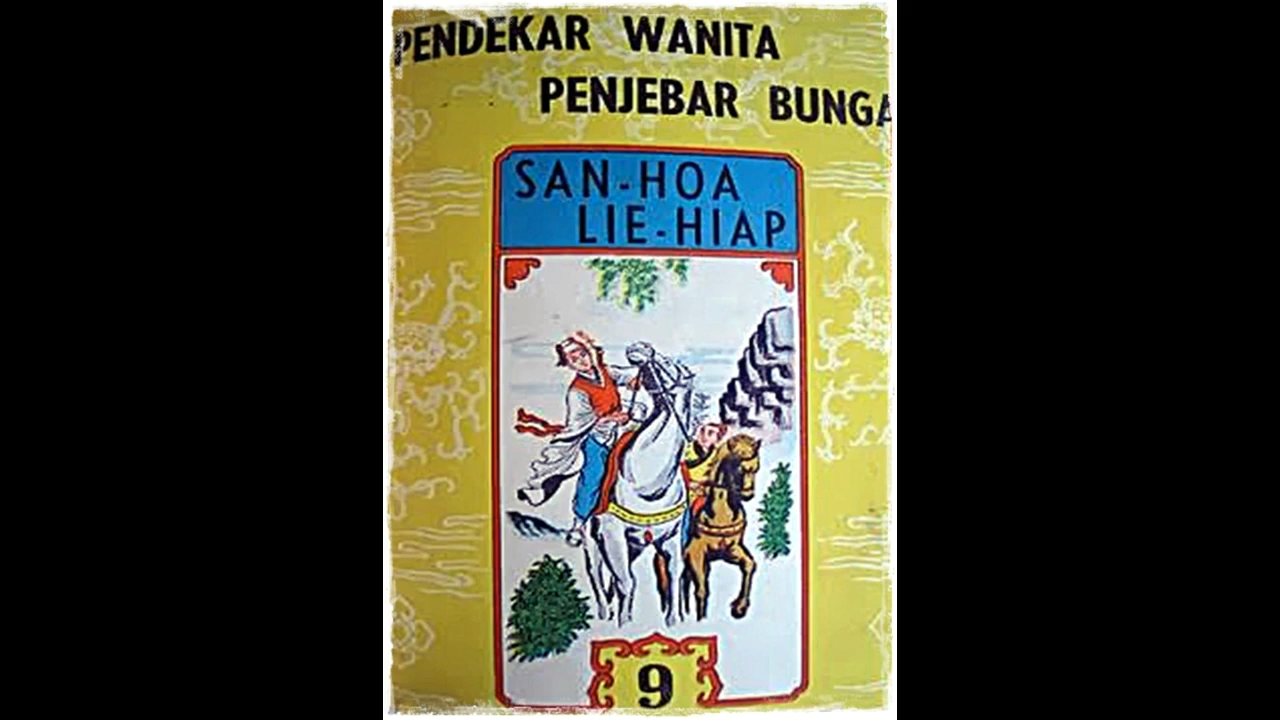 PENDEKAR WANITA
PENJEBAR BUNGA
SAN-HOA
LIE-HIAP
9